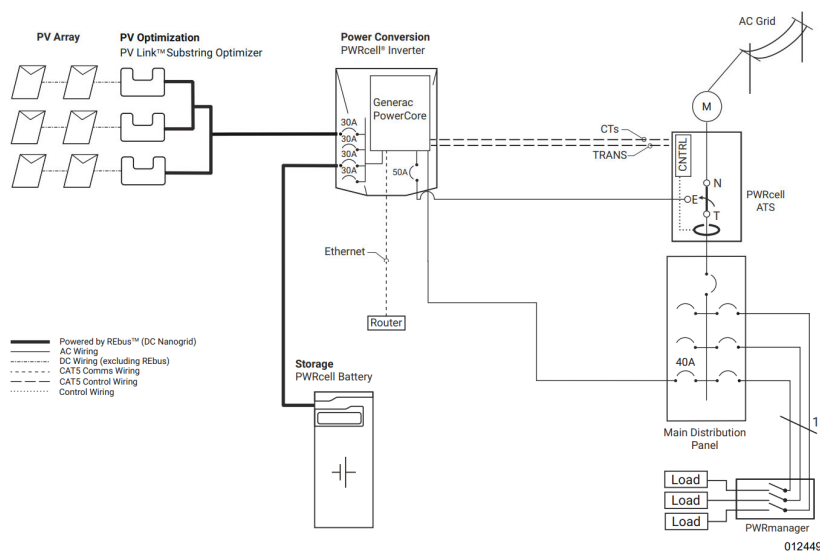 AC Grid
PV Array
PV Optimization
PV Link™ Substring Optimizer
Power Conversion
PWRcell® Inverter
Generac
PowerCore
30A
30A
30A
30A
50A
CTs
TRANS
M
CNTRL
N
E
T
PWRcell
ATS
Ethernet
Router
Powered by REbus™ (DC Nanogrid)
AC Wiring
DC Wiring (excluding REbus)
CAT5 Comms Wiring
CAT5 Control Wiring
Control Wiring
Storage
PWRcell Battery
40A
Main Distribution
Panel
1
Load
Load
Load
PWRmanager
012449